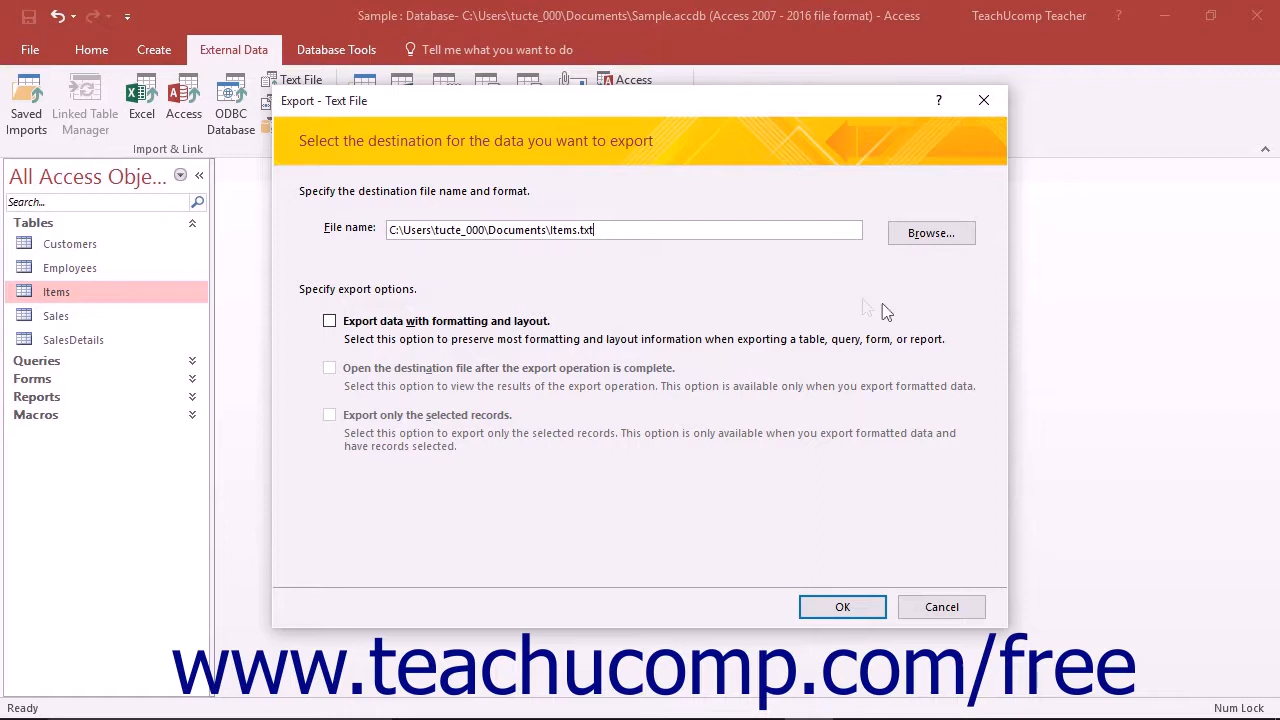 Sample : Database- C:\Users\tucte_000\Documents\Sample.accdb (Access 2007 - 2016 file format) - Access
TeachUcomp Teacher
?
File
Home
Create
External Data
Database Tools
Tell me what you want to do
Saved Imports
Linked Table Manager
Excel
Access
ODBC Database
Text File
Access
Import & Link
Export - Text File
?
Select the destination for the data you want to export
Specify the destination file name and format.
File name:
C:\Users\tucte_000\Documents\Items.txt
Browse...
Specify export options.
Export data with formatting and layout.
Select this option to preserve most formatting and layout information when exporting a table, query, form, or report.
Open the destination file after the export operation is complete.
Select this option to view the results of the export operation. This option is available only when you export formatted data.
Export only the selected records.
Select this option to export only the selected records. This option is only available when you export formatted data and
have records selected.
OK
Cancel
All Access Obje...
Search...
Tables
Customers
Employees
Items
Sales
SalesDetails
Queries
Forms
Reports
Macros
www.teachucomp.com/free
Ready
Num Lock